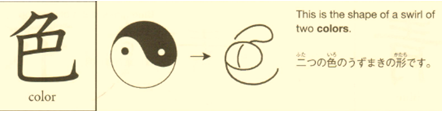 色
color
This is the shape of a swirl of
two colors.
二つの色のうずまきの形です。
ふた いろ かたち